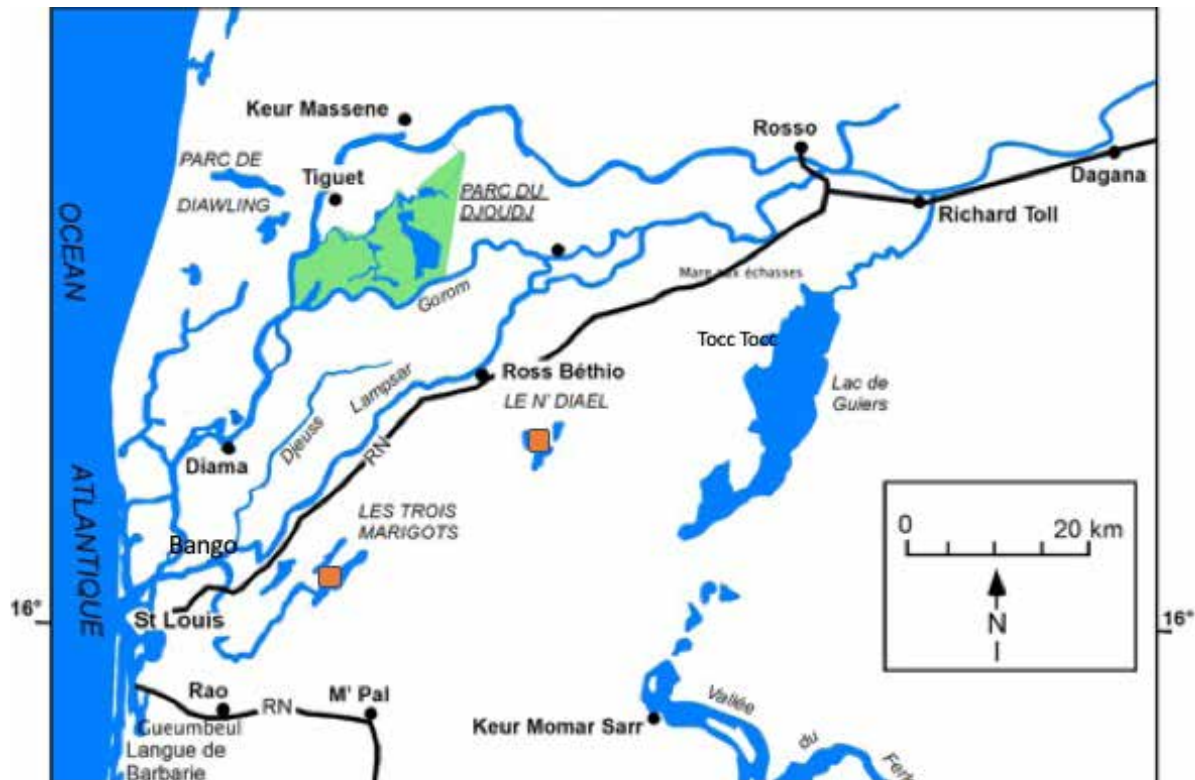 Keur Massene
Rosso
PARC DE
DIAWLING
Tiguet
PARC DU
DJOUDJ
Dagana
Richard Toll
OCEAN
ATLANTIQUE
Gorom
Mare aux échasses
Tocc Tocc
Lac de
Guiers
Ross Béthio
LE N' DIAEL
Lampsar
Djeuss
RN
Diama
LES TROIS
MARIGOTS
Bango
0 20 km
N
16°
16°
St Louis
Rao
RN
M' Pal
Gueumbeul
Langue de
Barbarie
Keur Momar Sarr
Vallée
du